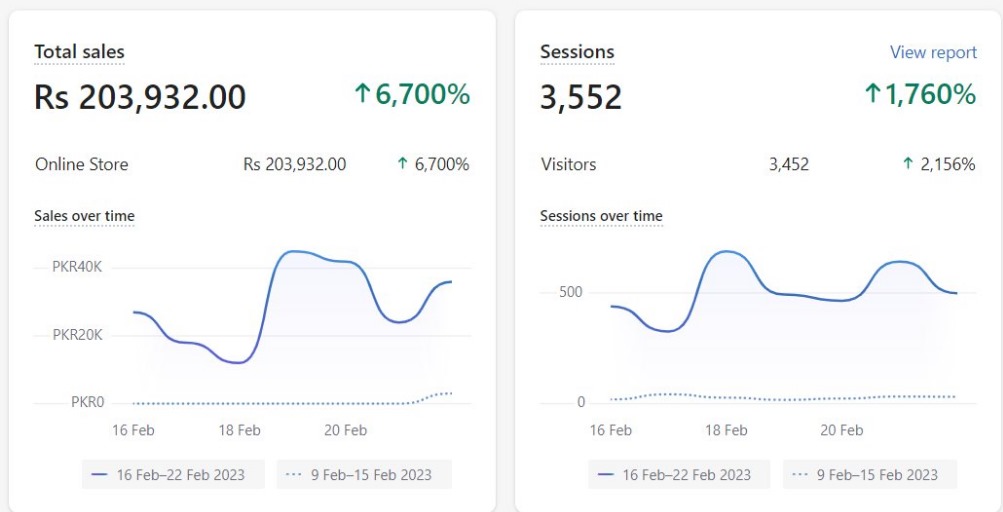 Total sales
Rs 203,932.00 ↑6,700%
Online Store Rs 203,932.00 ↑ 6,700%
Sales over time
PKR40K
PKR20K
PKR0
16 Feb 18 Feb 20 Feb
16 Feb–22 Feb 2023 9 Feb–15 Feb 2023
Sessions View report
3,552 ↑1,760%
Visitors 3,452 ↑ 2,156%
Sessions over time
500
0
16 Feb 18 Feb 20 Feb
16 Feb–22 Feb 2023 9 Feb–15 Feb 2023